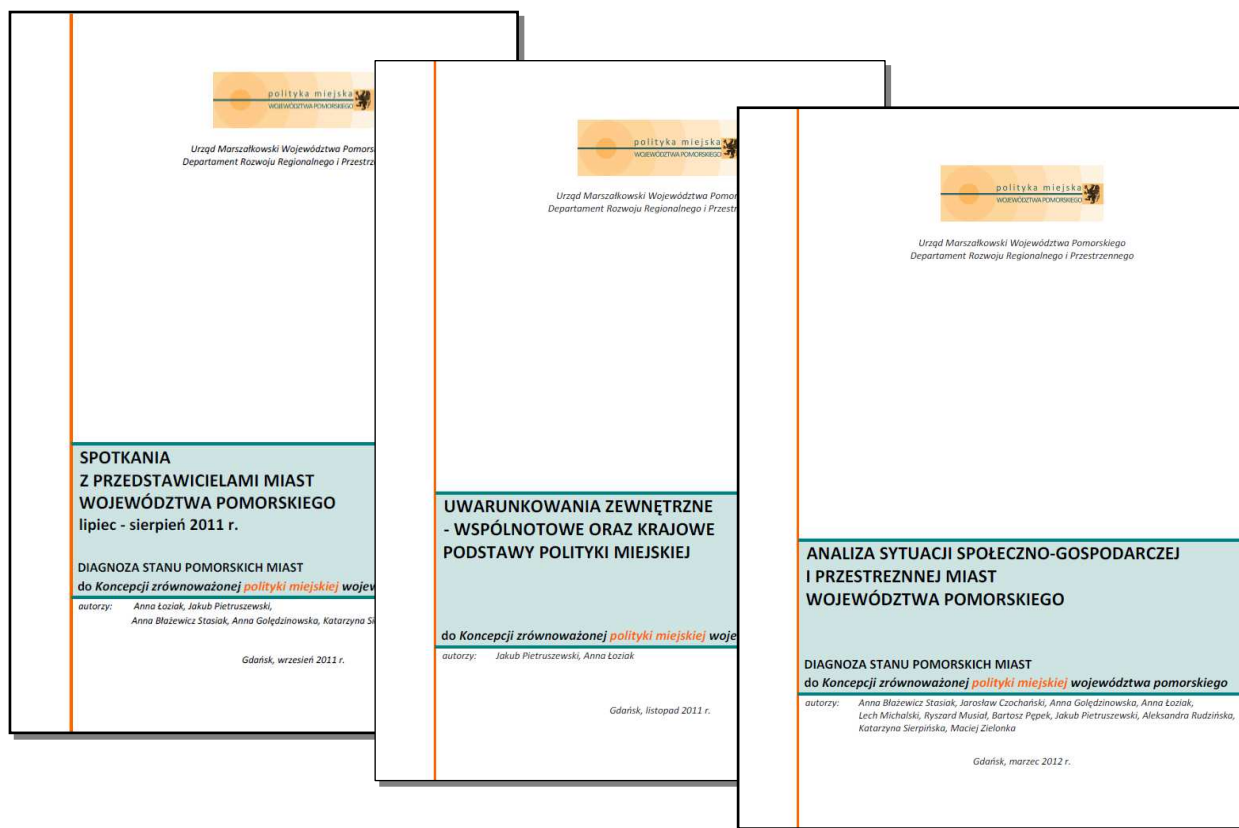 polityka miejska
WOJEWÓDZTWA POMORSKIEGO
Urząd Marszałkowski Województwa Pomors
Departament Rozwoju Regionalnego i Przestrz
SPOTKANIA
Z PRZEDSTAWICIELAMI MIAST
WOJEWÓDZTWA POMORSKIEGO
lipiec - sierpień 2011 r.
DIAGNOZA STANU POMORSKICH MIAST
do Koncepcji zrównoważonej polityki miejskiej wojew
autorzy: Anna Łoziak, Jakub Pietruszewski,
Anna Błażewicz Stasiak, Anna Golędzinowska, Katarzyna Si
Gdańsk, wrzesień 2011 r.
polityka miejska
WOJEWÓDZTWA POMORSKIEGO
Urząd Marszałkowski Województwa Pomor
Departament Rozwoju Regionalnego i Przestr
UWARUNKOWANIA ZEWNĘTRZNE
- WSPÓLNOTOWE ORAZ KRAJOWE
PODSTAWY POLITYKI MIEJSKIEJ
do Koncepcji zrównoważonej polityki miejskiej woje
autorzy: Jakub Pietruszewski, Anna Łoziak
Gdańsk, listopad 2011 r.
polityka miejska
WOJEWÓDZTWA POMORSKIEGO
Urząd Marszałkowski Województwa Pomorskiego
Departament Rozwoju Regionalnego i Przestrzennego
ANALIZA SYTUACJI SPOŁECZNO-GOSPODARCZEJ
I PRZESTREZNNEJ MIAST
WOJEWÓDZTWA POMORSKIEGO
DIAGNOZA STANU POMORSKICH MIAST
do Koncepcji zrównoważonej polityki miejskiej województwa pomorskiego
autorzy: Anna Błażewicz Stasiak, Jarosław Czochański, Anna Golędzinowska, Anna Łoziak,
Lech Michalski, Ryszard Musiał, Bartosz Pępek, Jakub Pietruszewski, Aleksandra Rudzińska,
Katarzyna Sierpińska, Maciej Zielonka
Gdańsk, marzec 2012 r.